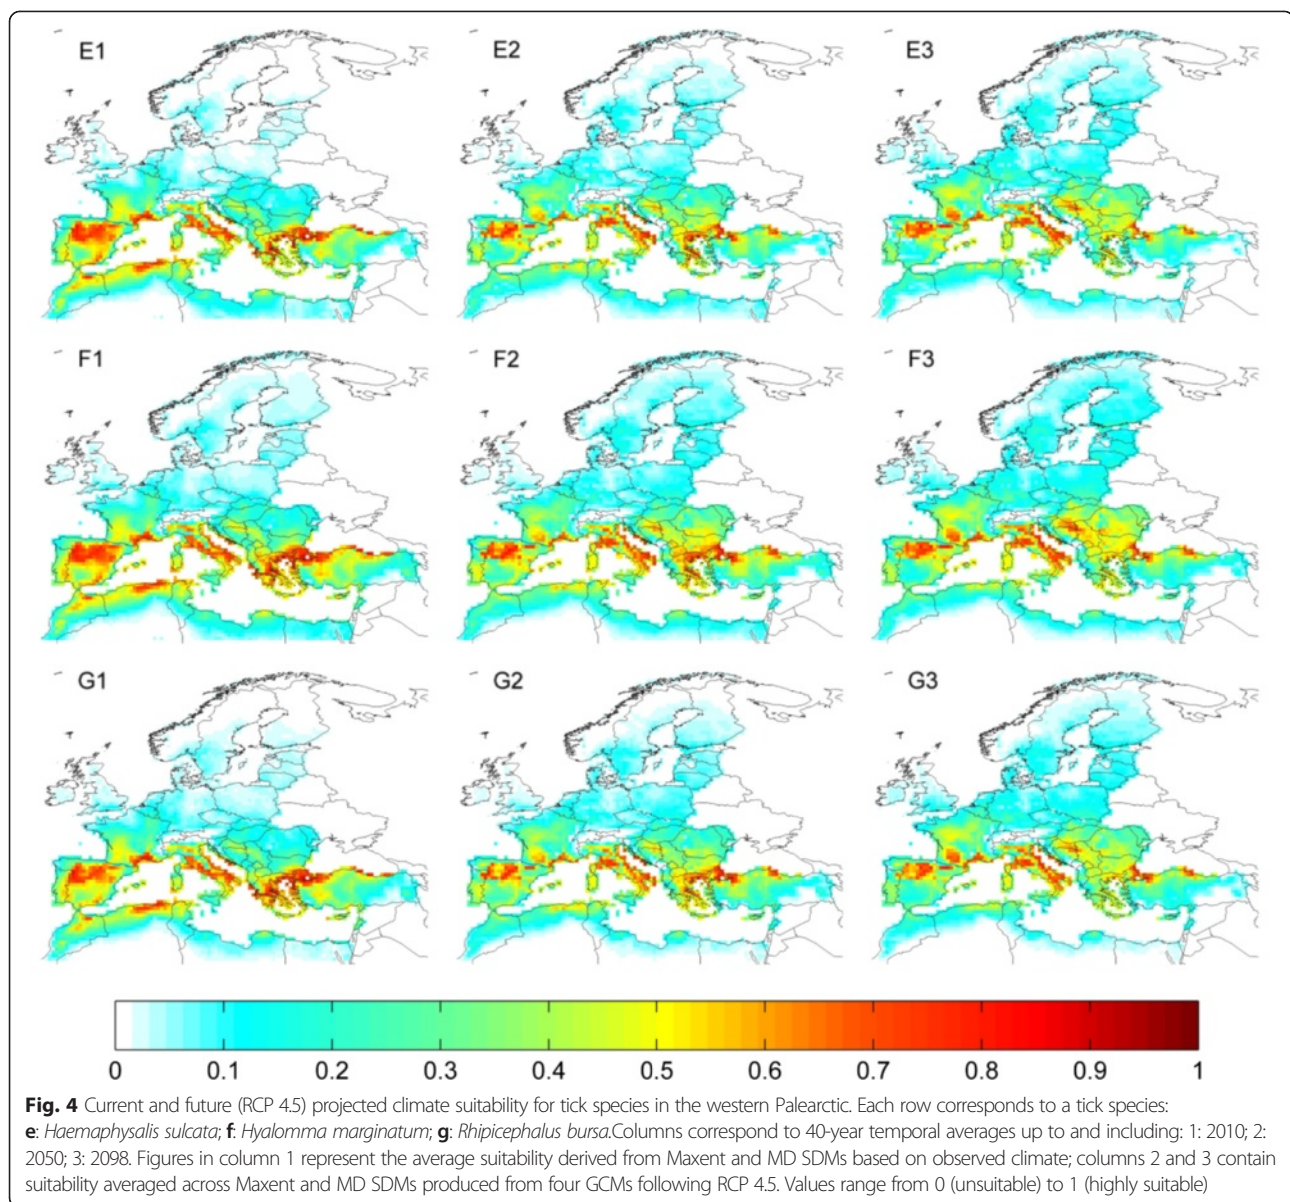 E1 E2 E3
F1 F2 F3
G1 G2 G3
0 0.1 0.2 0.3 0.4 0.5 0.6 0.7 0.8 0.9 1
Fig. 4 Current and future (RCP 4.5) projected climate suitability for tick species in the western Palearctic. Each row corresponds to a tick species:
e: Haemaphysalis sulcata; f: Hyalomma marginatum; g: Rhipicephalus bursa.Columns correspond to 40-year temporal averages up to and including: 1: 2010; 2:
2050; 3: 2098. Figures in column 1 represent the average suitability derived from Maxent and MD SDMs based on observed climate; columns 2 and 3 contain
suitability averaged across Maxent and MD SDMs produced from four GCMs following RCP 4.5. Values range from 0 (unsuitable) to 1 (highly suitable)